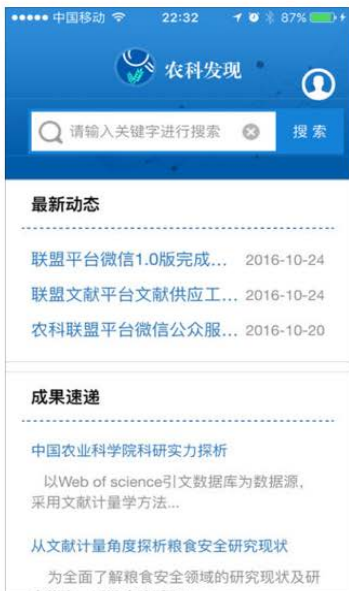 中国移动 22:32 87%
农科发现
请输入关键字进行搜索 搜索
最新动态
联盟平台微信1.0版完成... 2016-10-24
联盟文献平台文献供应工... 2016-10-24
农科联盟平台微信公众服... 2016-10-20
成果速递
中国农业科学院科研实力探析
以Web of science引文数据库为数据源，
采用文献计量学方法...
从文献计量角度探析粮食安全研究现状
为全面了解粮食安全领域的研究现状及研